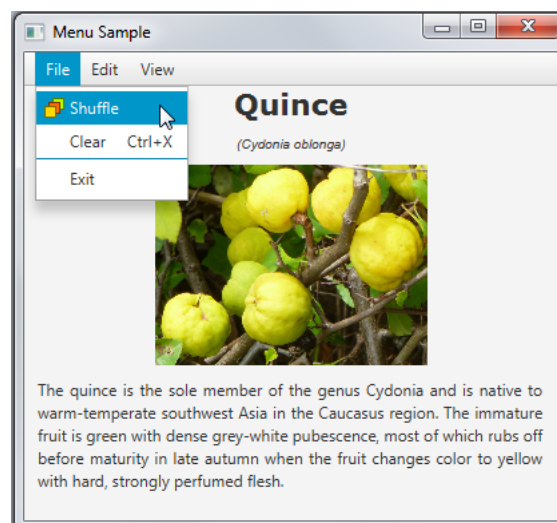 Menu Sample
File Edit View
Shuffle
Clear Ctrl+X
Exit
Quince
(Cydonia oblonga)
The quince is the sole member of the genus Cydonia and is native to
warm-temperate southwest Asia in the Caucasus region. The immature
fruit is green with dense grey-white pubescence, most of which rubs off
before maturity in late autumn when the fruit changes color to yellow
with hard, strongly perfumed flesh.